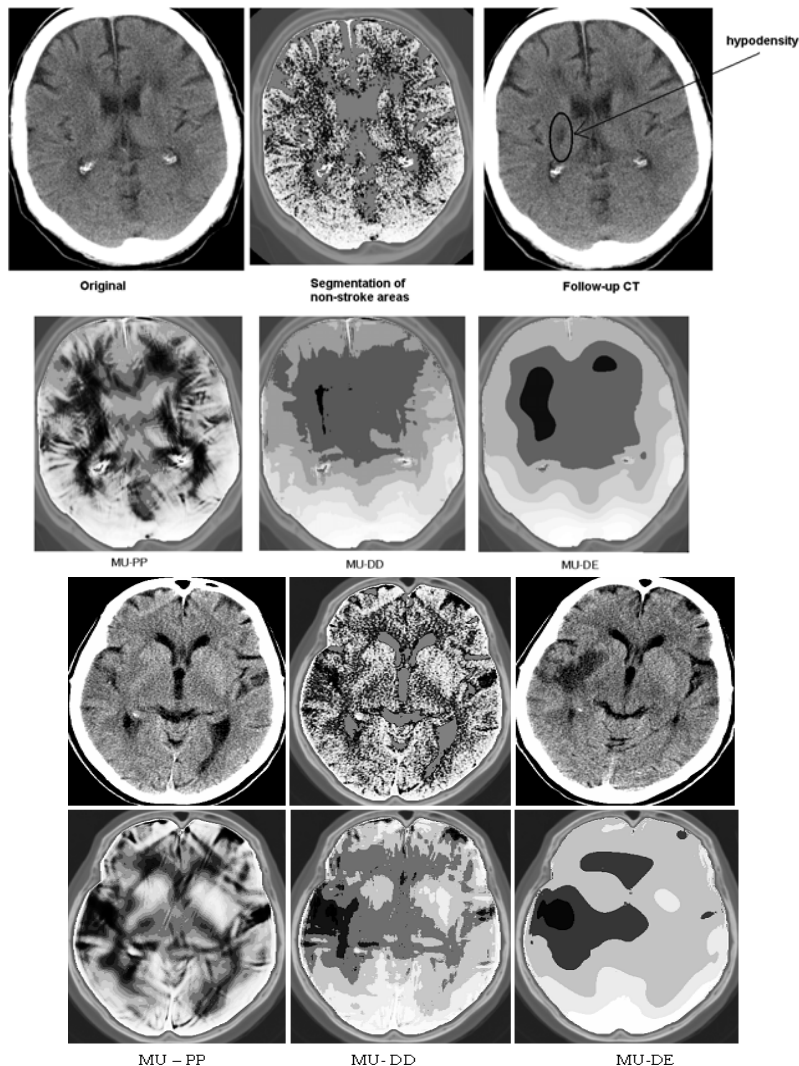 hypodensity
Original
Segmentation of
non-stroke areas
Follow-up CT
MU-PP
MU-DD
MU-DE
MU – PP
MU- DD
MU-DE